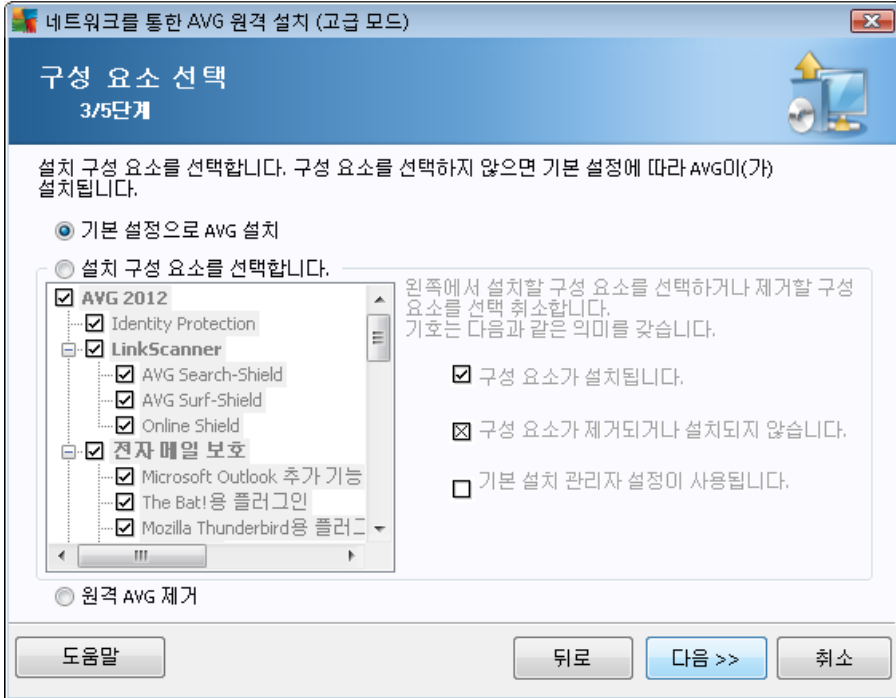 네트워크를 통한 AVG 원격 설치 (고급 모드)
구성 요소 선택
3/5단계
설치 구성 요소를 선택합니다. 구성 요소를 선택하지 않으면 기본 설정에 따라 AVG이(가)
설치됩니다.
기본 설정으로 AVG 설치
설치 구성 요소를 선택합니다.
AVG 2012
Identity Protection
LinkScanner
AVG Search-Shield
AVG Surf-Shield
Online Shield
전자 메일 보호
Microsoft Outlook 추가 기능
The Bat!용 플러그인
Mozilla Thunderbird용 플러그
왼쪽에서 설치할 구성 요소를 선택하거나 제거할 구성
요소를 선택 취소합니다.
기호는 다음과 같은 의미를 갖습니다.
구성 요소가 설치됩니다.
구성 요소가 제거되거나 설치되지 않습니다.
기본 설치 관리자 설정이 사용됩니다.
원격 AVG 제거
도움말
뒤로
다음 >>
취소